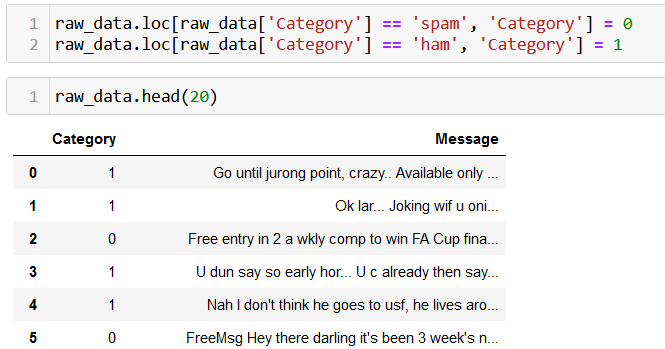 1 raw_data.loc[raw_data['Category'] == 'spam', 'Category'] = 0
2 raw_data.loc[raw_data['Category'] == 'ham', 'Category'] = 1
1 raw_data.head(20)
Category Message
0 1 Go until jurong point, crazy.. Available only ...
1 1 Ok lar... Joking wif u oni...
2 0 Free entry in 2 a wkly comp to win FA Cup fina...
3 1 U dun say so early hor... U c already then say...
4 1 Nah I don't think he goes to usf, he lives aro...
5 0 FreeMsg Hey there darling it's been 3 week's n...